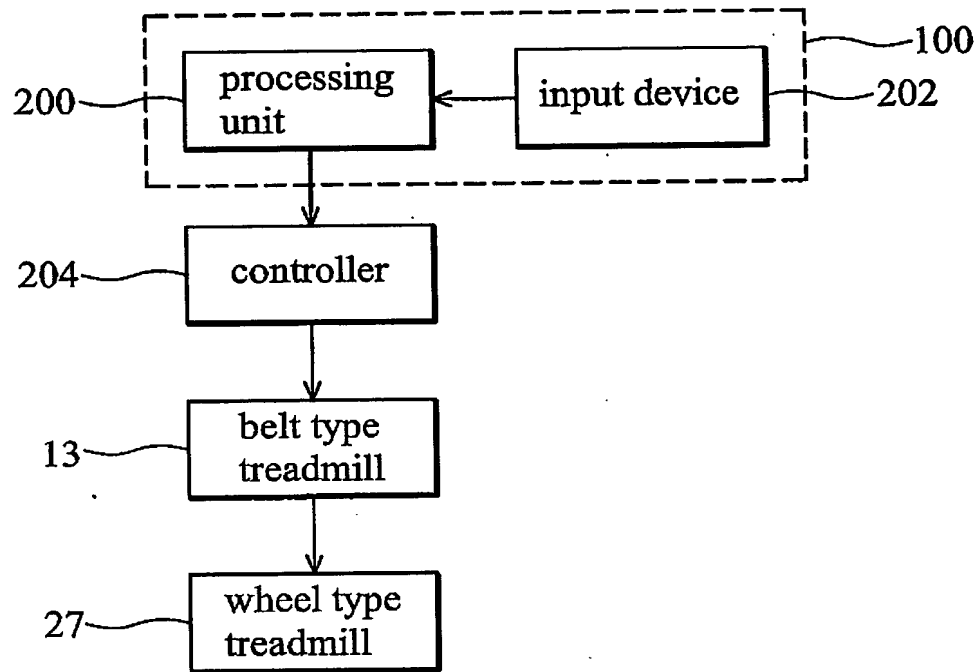 100
200
processing
unit
input device
202
204
controller
13
belt type
treadmill
27
wheel type
treadmill